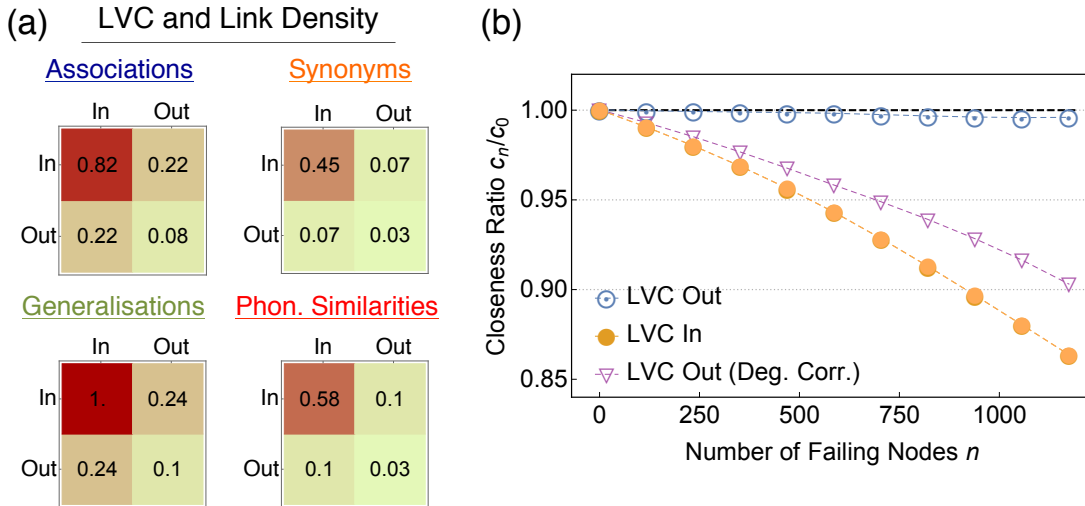 (a)
LVC and Link Density
Associations
In Out
In 0.82 0.22
Out 0.22 0.08
Synonyms
In Out
In 0.45 0.07
Out 0.07 0.03
Generalisations
In Out
In 1. 0.24
Out 0.24 0.1
Phon. Similarities
In Out
In 0.58 0.1
Out 0.1 0.03
(b)
Closeness Ratio cₙ/c₀
1.00
0.95
0.90
0.85
LVC Out
LVC In
LVC Out (Deg. Corr.)
0 250 500 750 1000
Number of Failing Nodes n